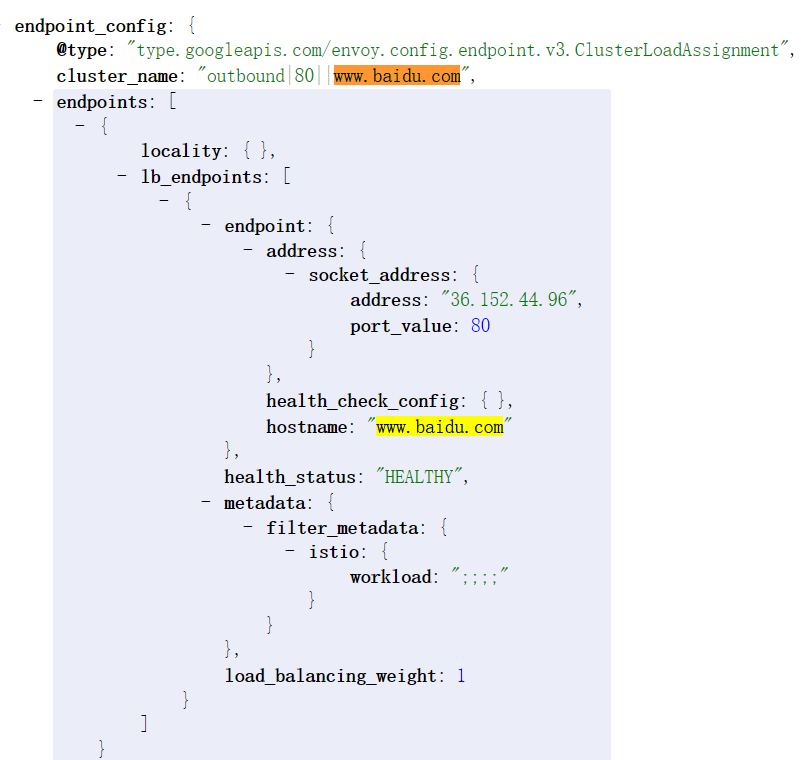 endpoint_config: {
@type: "type.googleapis.com/envoy.config.endpoint.v3.ClusterLoadAssignment",
cluster_name: "outbound|80||www.baidu.com",
- endpoints: [
- {
locality: { },
- lb_endpoints: [
- {
- endpoint: {
- address: {
- socket_address: {
address: "36.152.44.96",
port_value: 80
}
},
health_check_config: { },
hostname: "www.baidu.com"
},
health_status: "HEALTHY",
- metadata: {
- filter_metadata: {
- istio: {
workload: ";;;;"
}
}
},
load_balancing_weight: 1
}
]
}